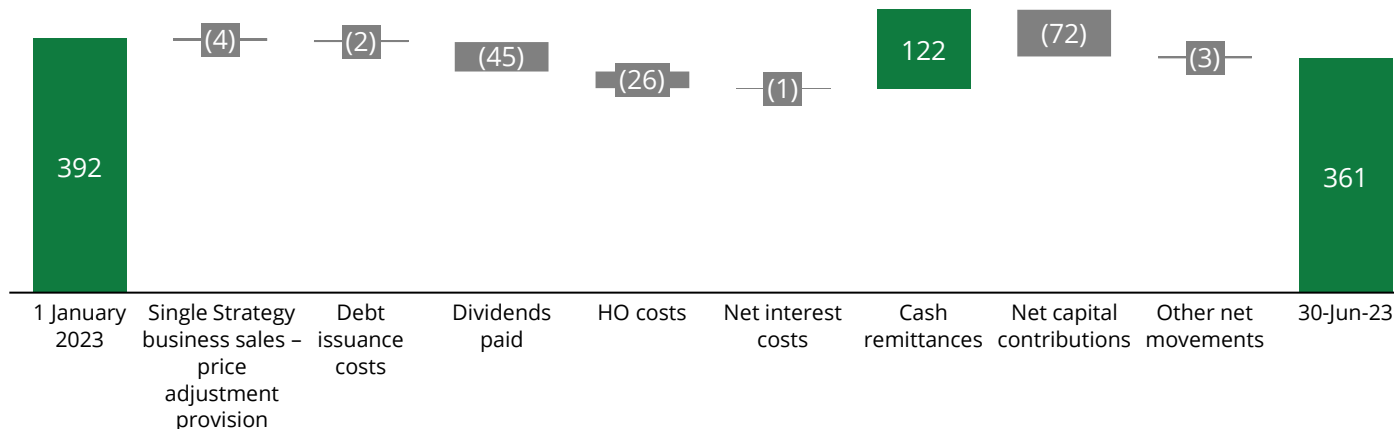 392
(4)
(2)
(45)
(26)
(1)
122
(72)
(3)
361
1 January
2023
Single Strategy
business sales –
price
adjustment
provision
Debt
issuance
costs
Dividends
paid
HO costs
Net interest
costs
Cash
remittances
Net capital
contributions
Other net
movements
30-Jun-23